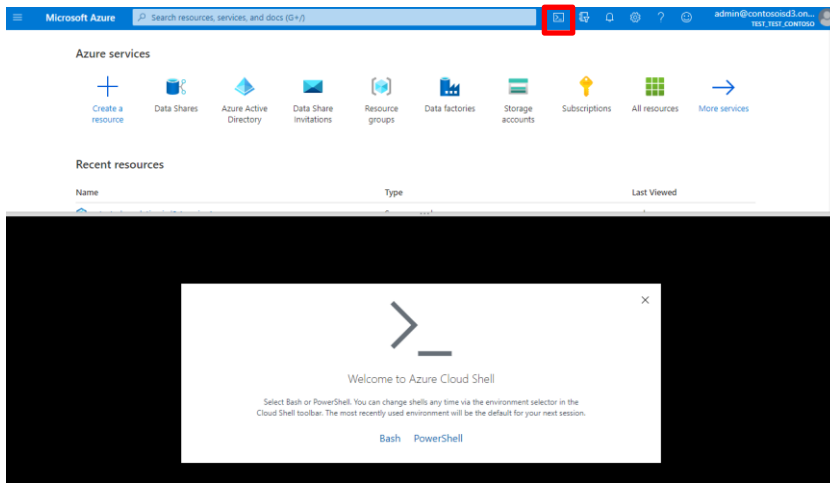 Microsoft Azure
Search resources, services, and docs (G+/)
admin@contosoisd3.on...
TEST_TEST_CONTOSO
Azure services
Create a
resource
Data Shares
Azure Active
Directory
Data Share
Invitations
Resource
groups
Data factories
Storage
accounts
Subscriptions
All resources
More services
Recent resources
Name Type Last Viewed
Welcome to Azure Cloud Shell
Select Bash or PowerShell. You can change shells any time via the environment selector in the
Cloud Shell toolbar. The most recently used environment will be the default for your next session.
Bash PowerShell